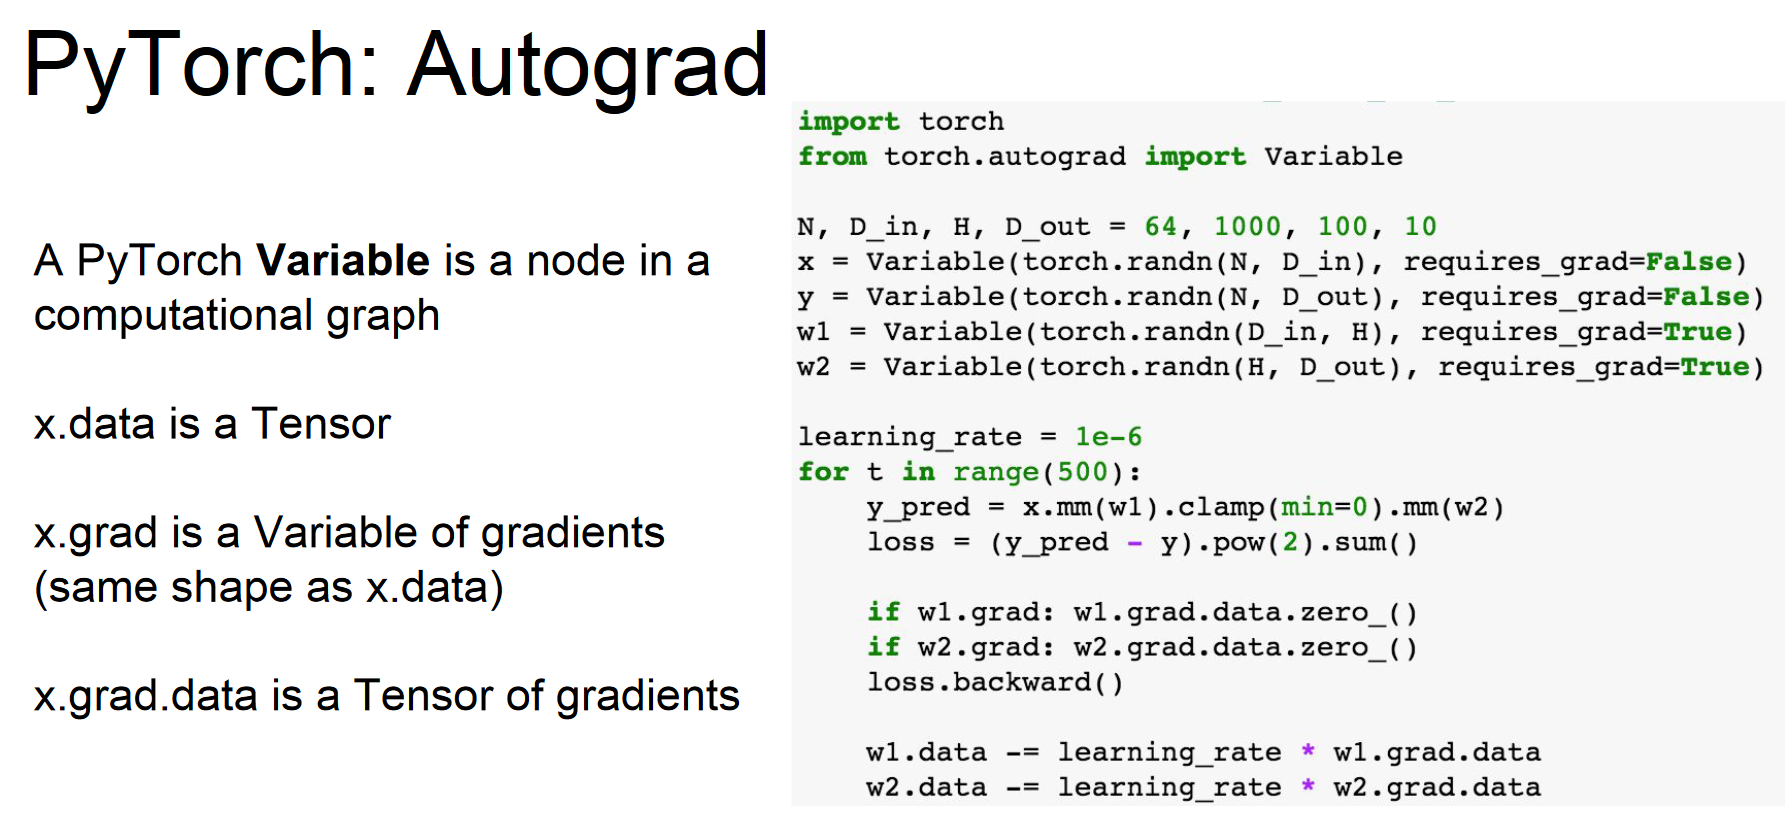 PyTorch: Autograd
A PyTorch Variable is a node in a
computational graph
x.data is a Tensor
x.grad is a Variable of gradients
(same shape as x.data)
x.grad.data is a Tensor of gradients
import torch
from torch.autograd import Variable
N, D_in, H, D_out = 64, 1000, 100, 10
x = Variable(torch.randn(N, D_in), requires_grad=False)
y = Variable(torch.randn(N, D_out), requires_grad=False)
w1 = Variable(torch.randn(D_in, H), requires_grad=True)
w2 = Variable(torch.randn(H, D_out), requires_grad=True)
learning_rate = 1e-6
for t in range(500):
    y_pred = x.mm(w1).clamp(min=0).mm(w2)
    loss = (y_pred - y).pow(2).sum()
    if w1.grad: w1.grad.data.zero_()
    if w2.grad: w2.grad.data.zero_()
    loss.backward()
    w1.data -= learning_rate * w1.grad.data
    w2.data -= learning_rate * w2.grad.data